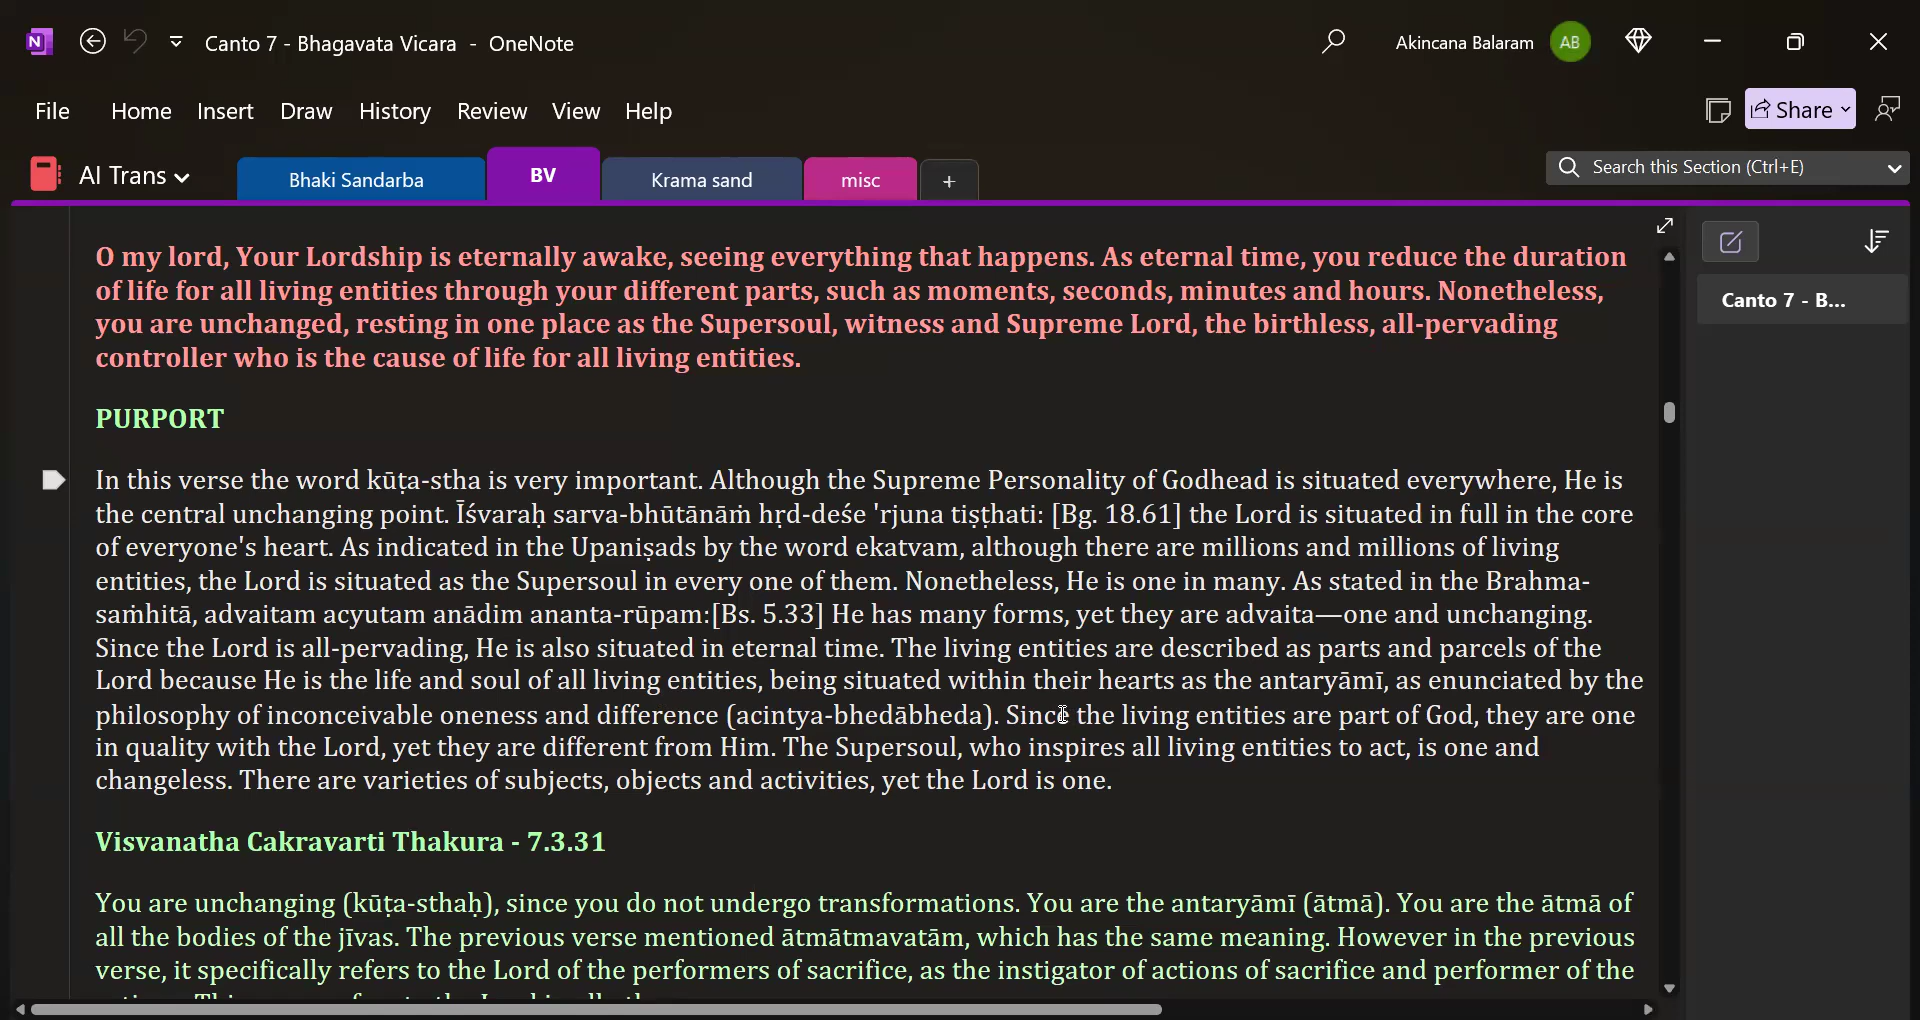 Canto 7 - Bhagavata Vicara - OneNote
Akincana Balaram AB
File Home Insert Draw History Review View Help
Share
AI Trans
Bhaki Sandarba
BV
Krama sand
misc
+
Search this Section (Ctrl+E)
Canto 7 - B...
O my lord, Your Lordship is eternally awake, seeing everything that happens. As eternal time, you reduce the duration
of life for all living entities through your different parts, such as moments, seconds, minutes and hours. Nonetheless,
you are unchanged, resting in one place as the Supersoul, witness and Supreme Lord, the birthless, all-pervading
controller who is the cause of life for all living entities.
PURPORT
In this verse the word kūṭa-stha is very important. Although the Supreme Personality of Godhead is situated everywhere, He is
the central unchanging point. Īśvaraḥ sarva-bhūtānāṁ hṛd-deśe 'rjuna tiṣṭhati: [Bg. 18.61] the Lord is situated in full in the core
of everyone's heart. As indicated in the Upaniṣads by the word ekatvam, although there are millions and millions of living
entities, the Lord is situated as the Supersoul in every one of them. Nonetheless, He is one in many. As stated in the Brahma-
saṁhitā, advaitam acyutam anādim ananta-rūpam:[Bs. 5.33] He has many forms, yet they are advaita—one and unchanging.
Since the Lord is all-pervading, He is also situated in eternal time. The living entities are described as parts and parcels of the
Lord because He is the life and soul of all living entities, being situated within their hearts as the antaryāmī, as enunciated by the
philosophy of inconceivable oneness and difference (acintya-bhedābheda). Since the living entities are part of God, they are one
in quality with the Lord, yet they are different from Him. The Supersoul, who inspires all living entities to act, is one and
changeless. There are varieties of subjects, objects and activities, yet the Lord is one.
Visvanatha Cakravarti Thakura - 7.3.31
You are unchanging (kūṭa-sthaḥ), since you do not undergo transformations. You are the antaryāmī (ātmā). You are the ātmā of
all the bodies of the jīvas. The previous verse mentioned ātmātmavatām, which has the same meaning. However in the previous
verse, it specifically refers to the Lord of the performers of sacrifice, as the instigator of actions of sacrifice and performer of the